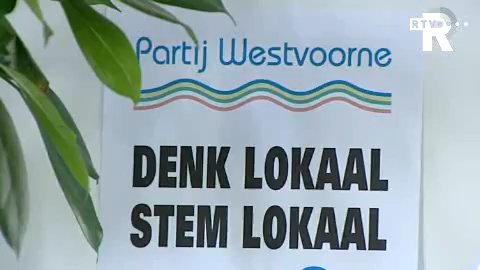 RTV
R
Partij Westvoorne
DENK LOKAAL
STEM LOKAAL